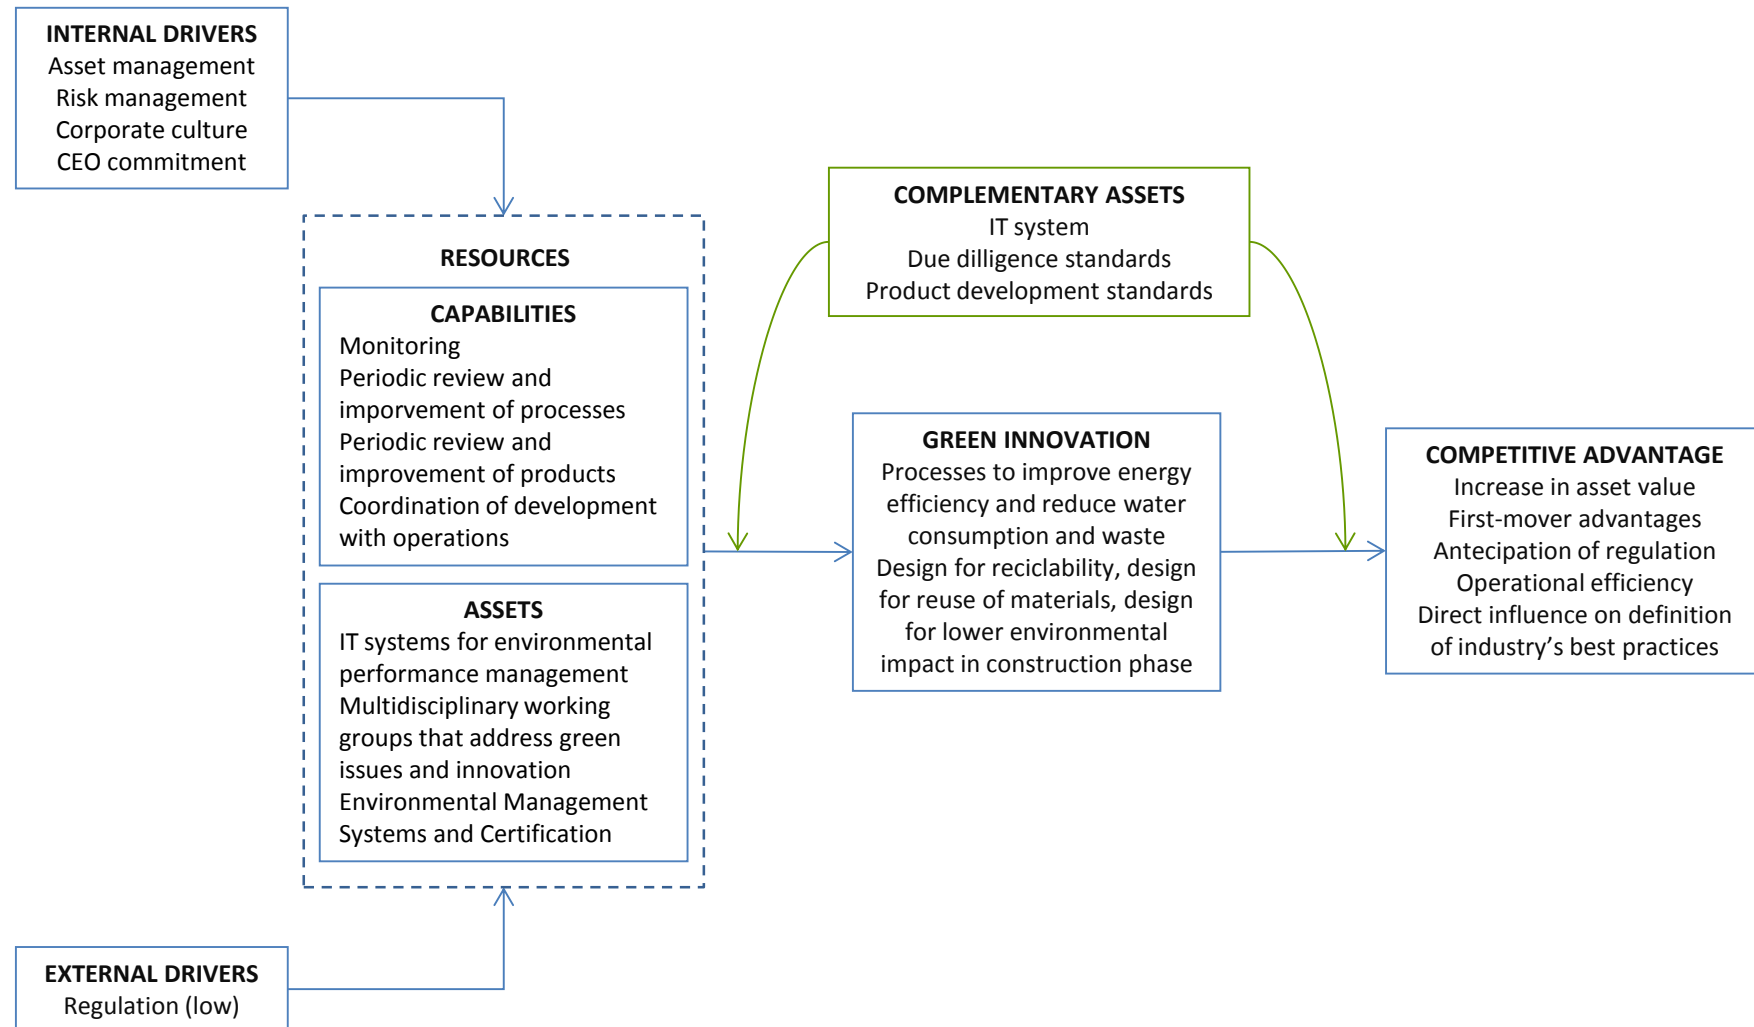 INTERNAL DRIVERS
Asset management
Risk management
Corporate culture
CEO commitment
RESOURCES
CAPABILITIES
Monitoring
Periodic review and
imporvement of processes
Periodic review and
improvement of products
Coordination of development
with operations
ASSETS
IT systems for environmental
performance management
Multidisciplinary working
groups that address green
issues and innovation
Environmental Management
Systems and Certification
EXTERNAL DRIVERS
Regulation (low)
COMPLEMENTARY ASSETS
IT system
Due dilligence standards
Product development standards
GREEN INNOVATION
Processes to improve energy
efficiency and reduce water
consumption and waste
Design for reciclability, design
for reuse of materials, design
for lower environmental
impact in construction phase
COMPETITIVE ADVANTAGE
Increase in asset value
First-mover advantages
Antecipation of regulation
Operational efficiency
Direct influence on definition
of industry’s best practices